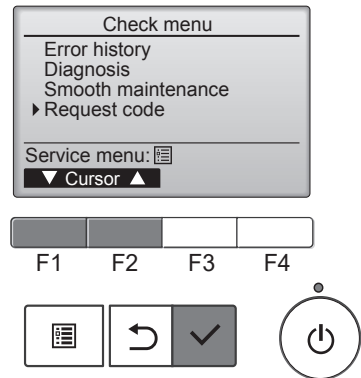 Check menu
Error history
Diagnosis
Smooth maintenance
Request code
Service menu:
▼ Cursor ▲
F1 F2 F3 F4